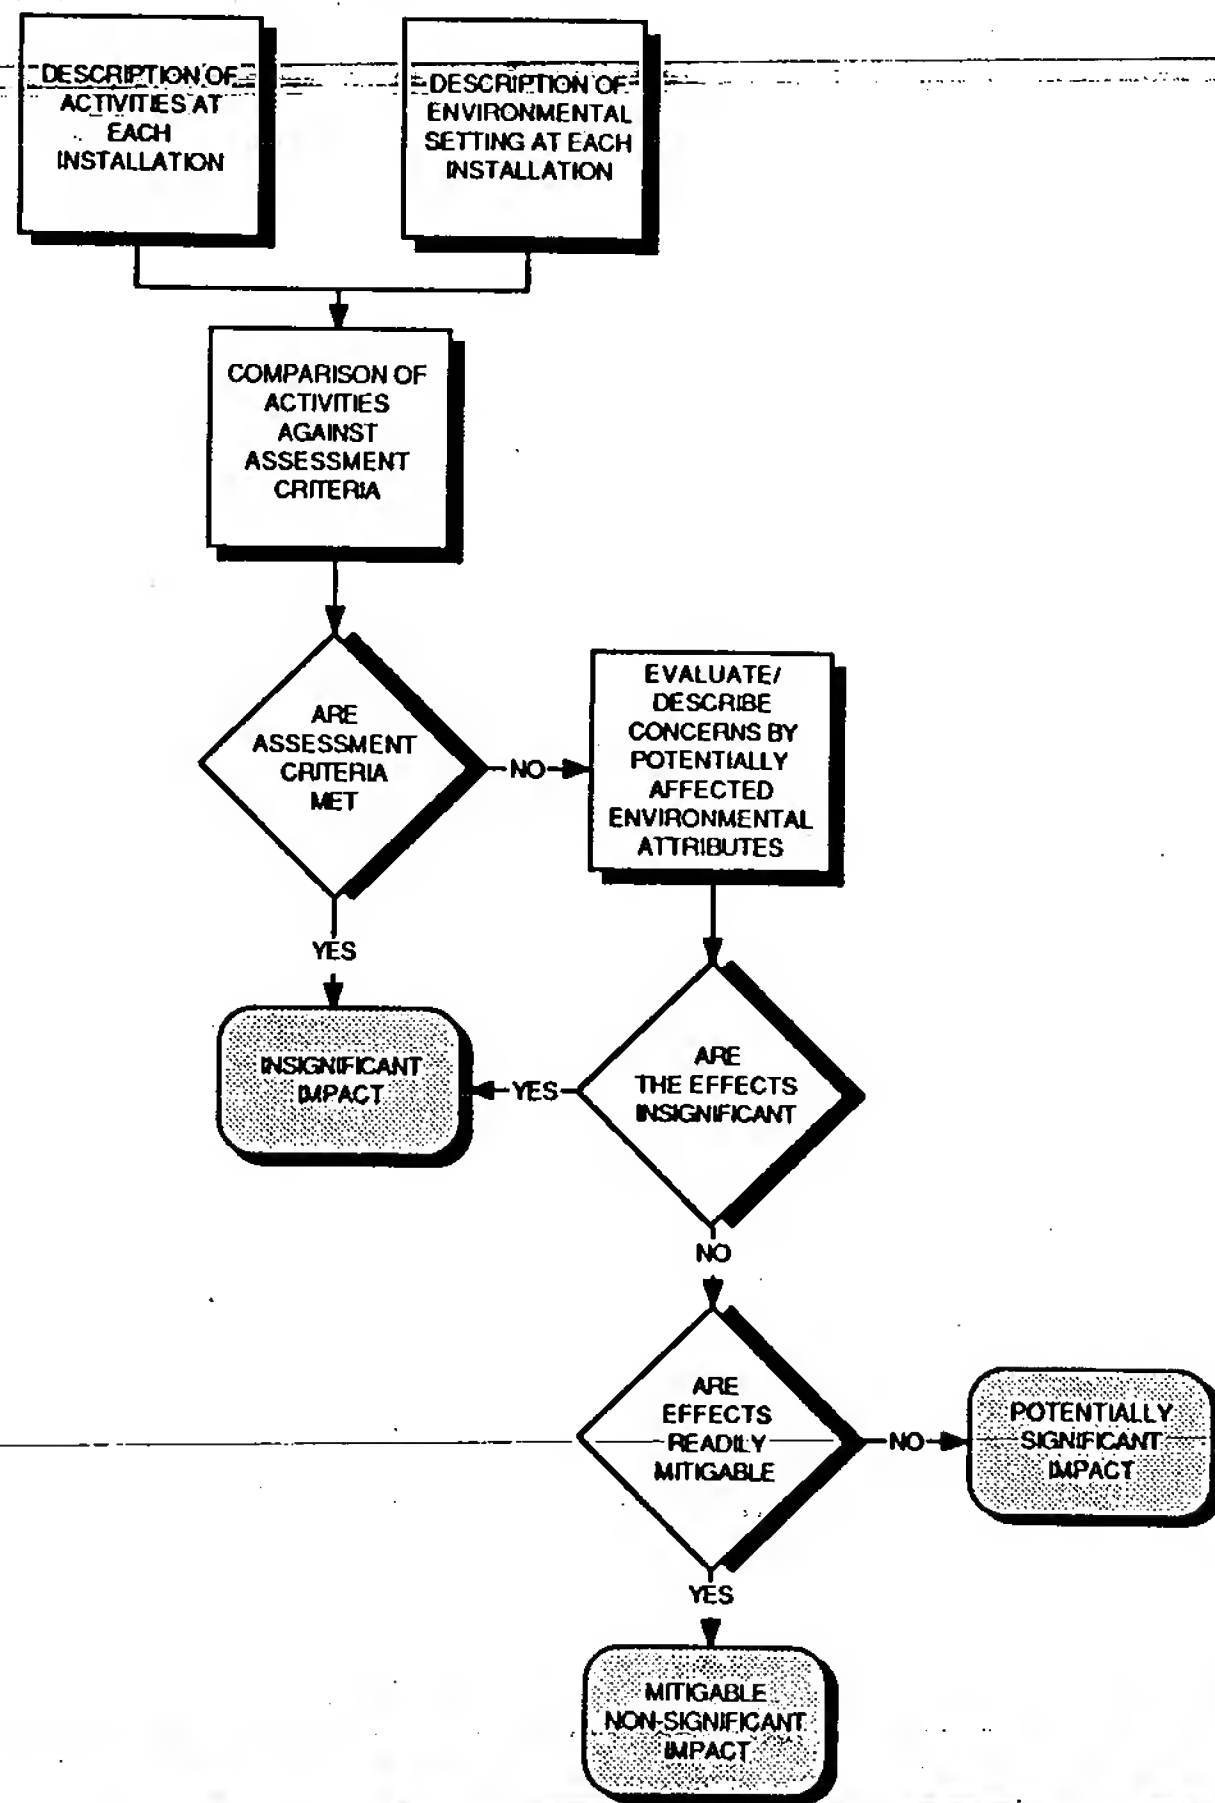 DESCRIPTION OF
ACTIVITIES AT
EACH
INSTALLATION
DESCRIPTION OF
ENVIRONMENTAL
SETTING AT EACH
INSTALLATION
COMPARISON OF
ACTIVITIES
AGAINST
ASSESSMENT
CRITERIA
ARE
ASSESSMENT
CRITERIA
MET
NO
EVALUATE/
DESCRIBE
CONCERNS BY
POTENTIALLY
AFFECTED
ENVIRONMENTAL
ATTRIBUTES
YES
INSIGNIFICANT
IMPACT
YES
ARE
THE EFFECTS
INSIGNIFICANT
NO
ARE
EFFECTS
READILY
MITIGABLE
NO
POTENTIALLY
SIGNIFICANT
IMPACT
YES
MITIGABLE
NON-SIGNIFICANT
IMPACT